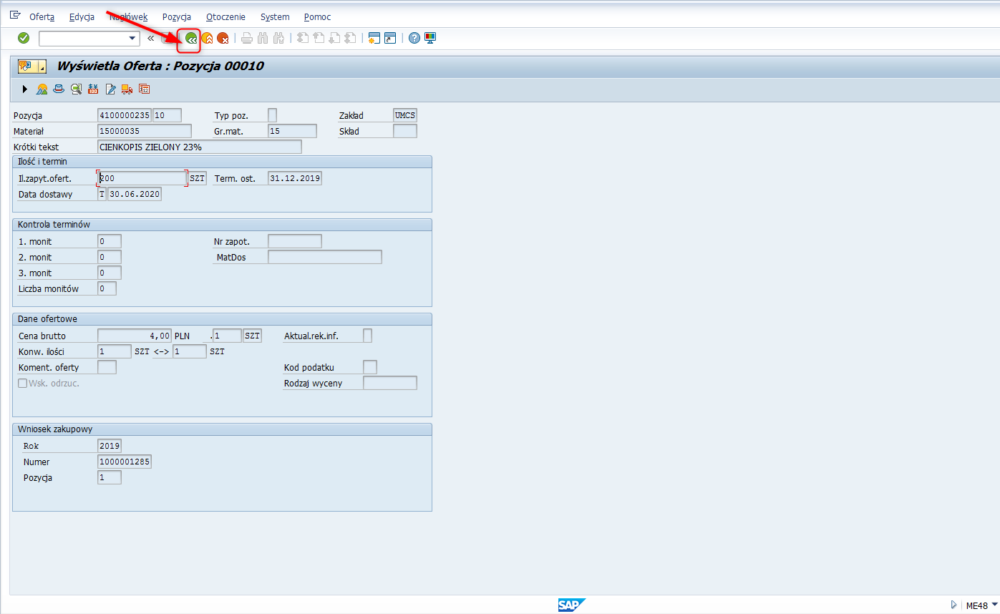 Oferta Edycja Nagłówek Pozycja Otoczenie System Pomoc
Wyświetla Oferta : Pozycja 00010
Pozycja 4100000235 10 Typ poz. Zakład UMCS
Materiał 15000035 Gr.mat. 15 Skład
Krótki tekst CIENKOPIS ZIELONY 23%
Ilość i termin
Il.zapyt.ofert. 200 SZT Term. ost. 31.12.2019
Data dostawy T 30.06.2020
Kontrola terminów
1. monit 0 Nr zapot.
2. monit 0 MatDos
3. monit 0
Liczba monitów 0
Dane ofertowe
Cena brutto 4,00 PLN . 1 SZT Aktual.rek.inf.
Konw. ilości 1 SZT <-> 1 SZT
Koment. oferty Kod podatku
Wsk. odrzuc. Rodzaj wyceny
Wniosek zakupowy
Rok 2019
Numer 1000001285
Pozycja 1
SAP ME48